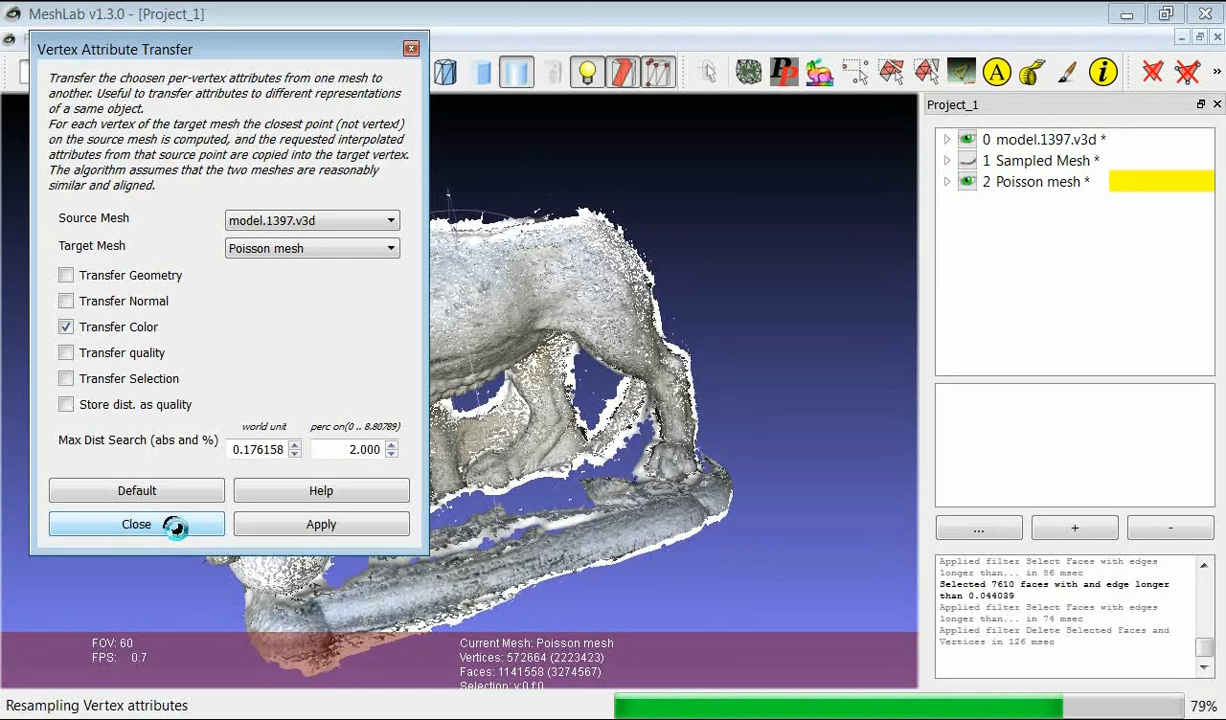 MeshLab v1.3.0 - [Project_1]
Vertex Attribute Transfer
Transfer the choosen per-vertex attributes from one mesh to
another. Useful to transfer attributes to different representations
of a same object.
For each vertex of the target mesh the closest point (not vertex!)
on the source mesh is computed, and the requested interpolated
attributes from that source point are copied into the target vertex.
The algorithm assumes that the two meshes are reasonably
similar and aligned.
Source Mesh
model.1397.v3d
Target Mesh
Poisson mesh
Transfer Geometry
Transfer Normal
Transfer Color
Transfer quality
Transfer Selection
Store dist. as quality
world unit
perc on(0 .. 8.80789)
Max Dist Search (abs and %)
0.176158
2.000
Default
Help
Close
Apply
PP
A
i
»
Project_1
0 model.1397.v3d *
1 Sampled Mesh *
2 Poisson mesh *
...
+
-
Applied filter Select Faces with edges
longer than... in 86 msec
Selected 7610 faces with and edge longer
than 0.044039
Applied filter Select Faces with edges
longer than... in 74 msec
Applied filter Delete Selected Faces and
Vertices in 126 msec
FOV: 60
FPS: 0.7
Current Mesh: Poisson mesh
Vertices: 572664 (2223423)
Faces: 1141558 (3274567)
Selection: v:0 f:0
Resampling Vertex attributes
79%